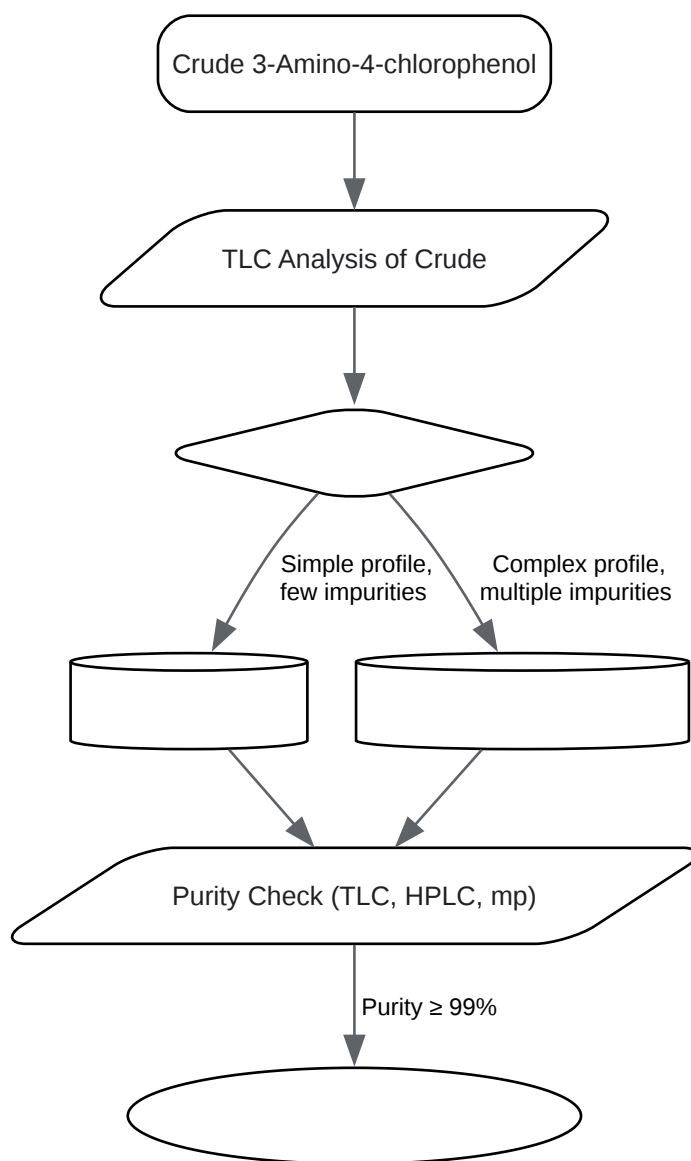 Crude 3-Amino-4-chlorophenol
TLC Analysis of Crude
Simple profile,
few impurities
Complex profile,
multiple impurities
Purity Check (TLC, HPLC, mp)
Purity ≥ 99%